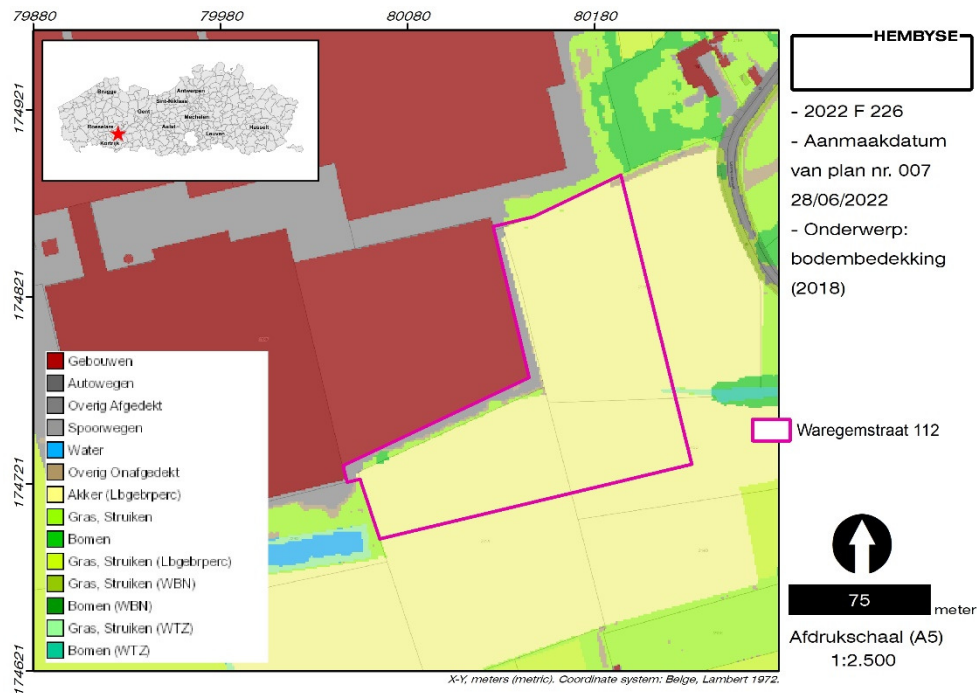 79880
79980
80080
80180
174921
174821
174721
174621
Brugge
Antwerpen
Sint-Niklaas
Gent
Mechelen
Roeselare
Aalst
Leuven
Hasselt
Kortrijk
Gebouwen
Autowegen
Overig Afgedekt
Spoorwegen
Water
Overig Onafgedekt
Akker (Lbgebrperc)
Gras, Struiken
Bomen
Gras, Struiken (Lbgebrperc)
Gras, Struiken (WBN)
Bomen (WBN)
Gras, Struiken (WTZ)
Bomen (WTZ)
X-Y, meters (metric). Coordinate system: Belge, Lambert 1972.
HEMBYSE
- 2022 F 226
- Aanmaakdatum
van plan nr. 007
28/06/2022
- Onderwerp:
bodembedekking
(2018)
Waregemstraat 112
75
meter
Afdrukschaal (A5)
1:2.500